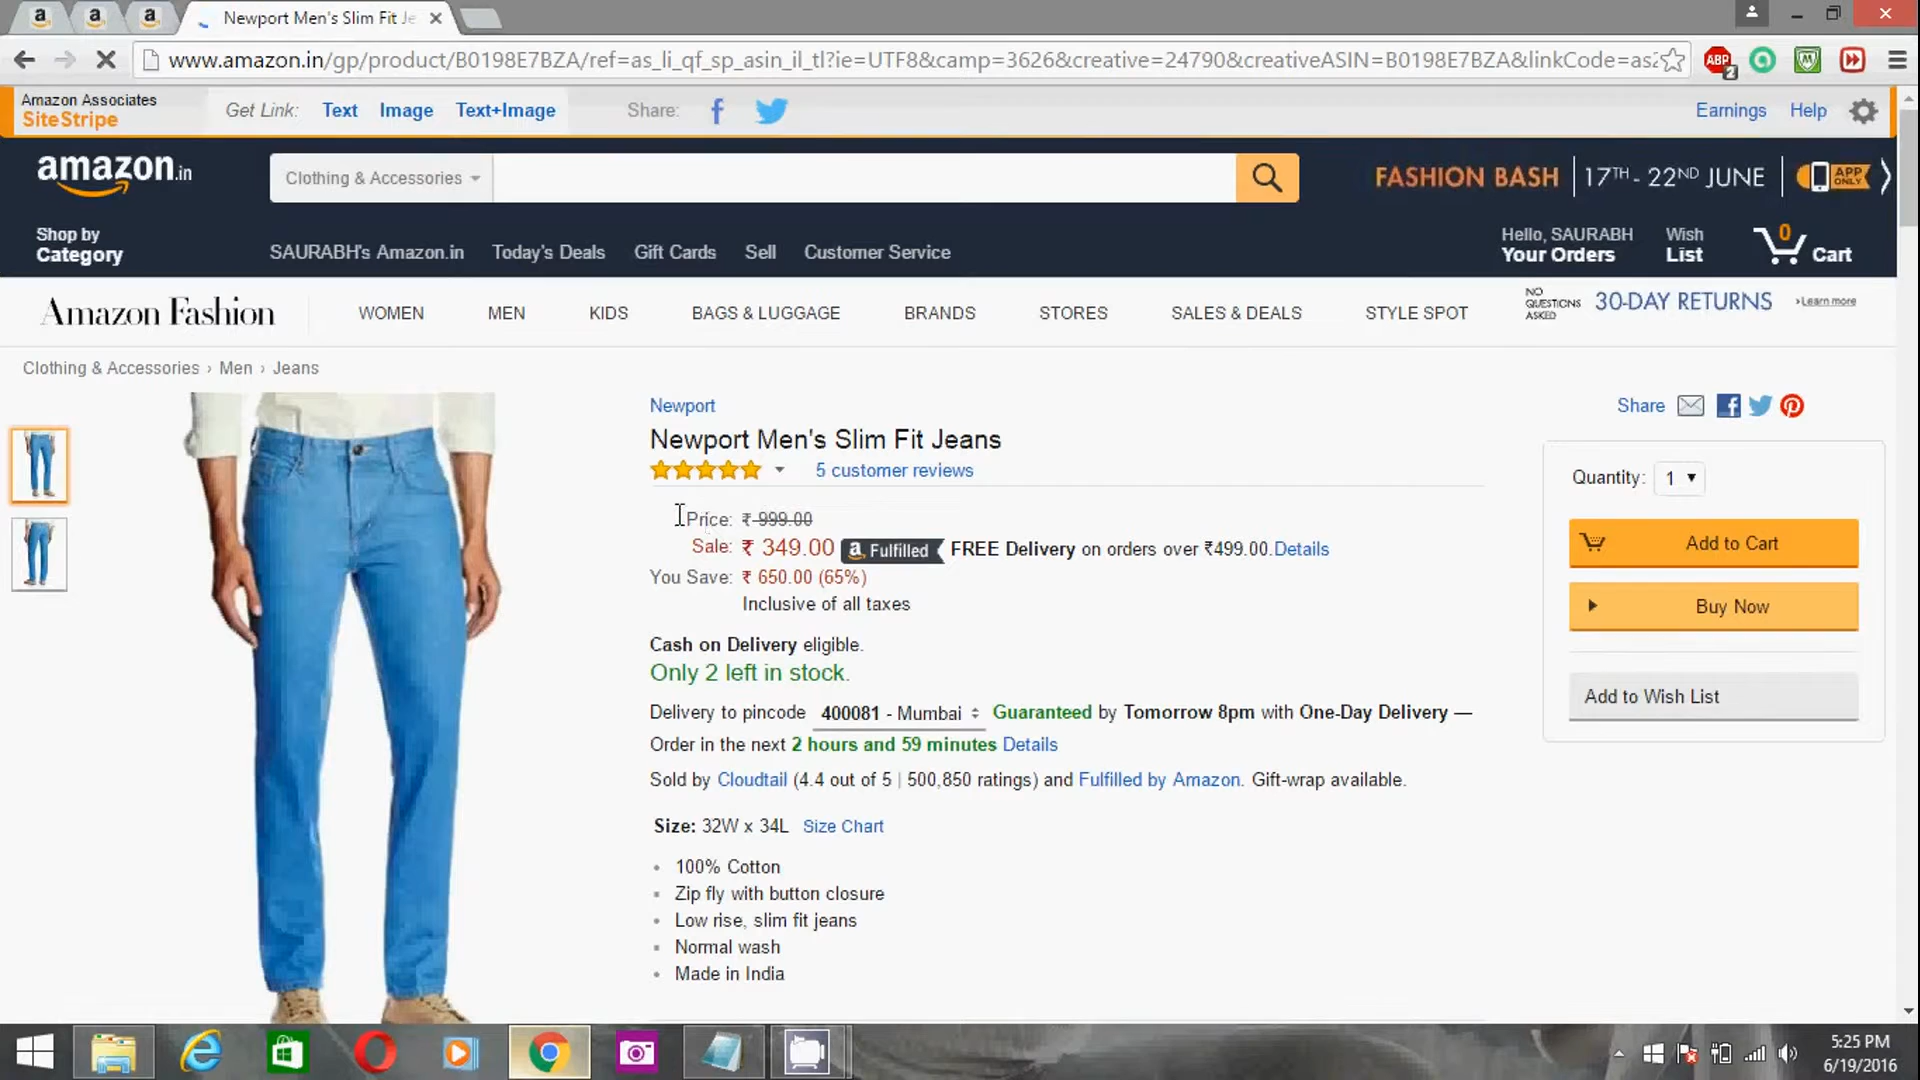 Newport Men's Slim Fit Je
www.amazon.in/gp/product/B0198E7BZA/ref=as_li_qf_sp_asin_il_tl?ie=UTF8&camp=3626&creative=24790&creativeASIN=B0198E7BZA&linkCode=as2
ABP
2
Amazon Associates
SiteStripe
Get Link: Text Image Text+Image Share: Earnings Help
amazon.in
Clothing & Accessories
FASHION BASH 17TH - 22ND JUNE APP ONLY
Shop by
Category
SAURABH's Amazon.in Today's Deals Gift Cards Sell Customer Service
Hello, SAURABH
Your Orders
Wish
List
0
Cart
Amazon Fashion WOMEN MEN KIDS BAGS & LUGGAGE BRANDS STORES SALES & DEALS STYLE SPOT
NO QUESTIONS ASKED 30-DAY RETURNS ›Learn more
Clothing & Accessories › Men › Jeans
Newport
Newport Men's Slim Fit Jeans
5 customer reviews
Price: ₹ 999.00
Sale: ₹ 349.00 a Fulfilled FREE Delivery on orders over ₹499.00.Details
You Save: ₹ 650.00 (65%)
Inclusive of all taxes
Cash on Delivery eligible.
Only 2 left in stock.
Delivery to pincode 400081 - Mumbai Guaranteed by Tomorrow 8pm with One-Day Delivery —
Order in the next 2 hours and 59 minutes Details
Sold by Cloudtail (4.4 out of 5 | 500,850 ratings) and Fulfilled by Amazon. Gift-wrap available.
Size: 32W x 34L Size Chart
100% Cotton
Zip fly with button closure
Low rise, slim fit jeans
Normal wash
Made in India
Share
Quantity: 1
Add to Cart
Buy Now
Add to Wish List
5:25 PM
6/19/2016